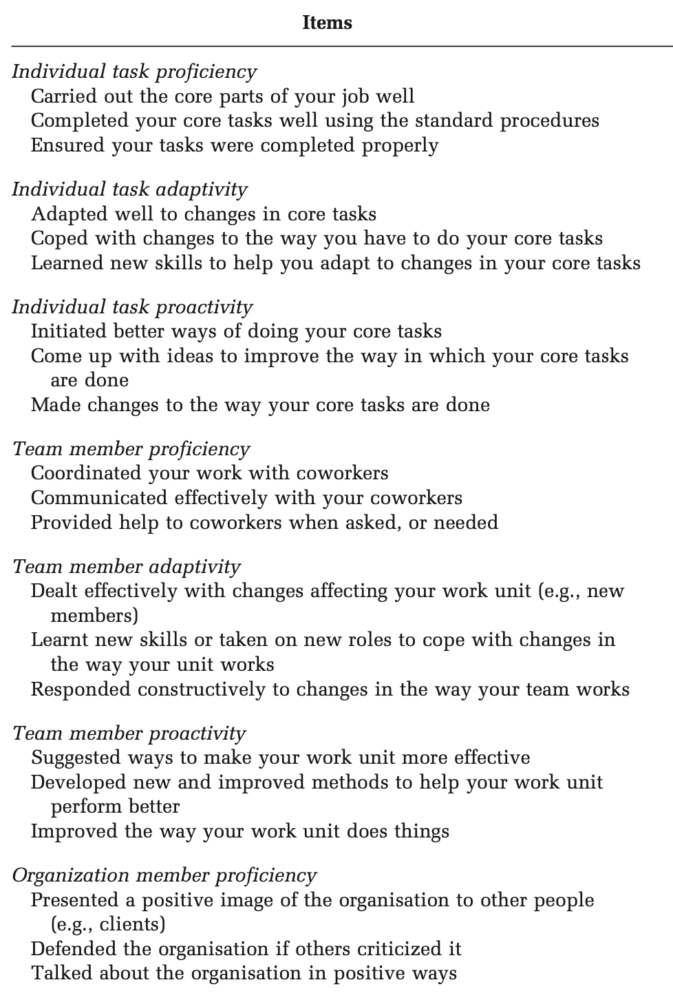 Items
Individual task proficiency
Carried out the core parts of your job well
Completed your core tasks well using the standard procedures
Ensured your tasks were completed properly
Individual task adaptivity
Adapted well to changes in core tasks
Coped with changes to the way you have to do your core tasks
Learned new skills to help you adapt to changes in your core tasks
Individual task proactivity
Initiated better ways of doing your core tasks
Come up with ideas to improve the way in which your core tasks
are done
Made changes to the way your core tasks are done
Team member proficiency
Coordinated your work with coworkers
Communicated effectively with your coworkers
Provided help to coworkers when asked, or needed
Team member adaptivity
Dealt effectively with changes affecting your work unit (e.g., new
members)
Learnt new skills or taken on new roles to cope with changes in
the way your unit works
Responded constructively to changes in the way your team works
Team member proactivity
Suggested ways to make your work unit more effective
Developed new and improved methods to help your work unit
perform better
Improved the way your work unit does things
Organization member proficiency
Presented a positive image of the organisation to other people
(e.g., clients)
Defended the organisation if others criticized it
Talked about the organisation in positive ways